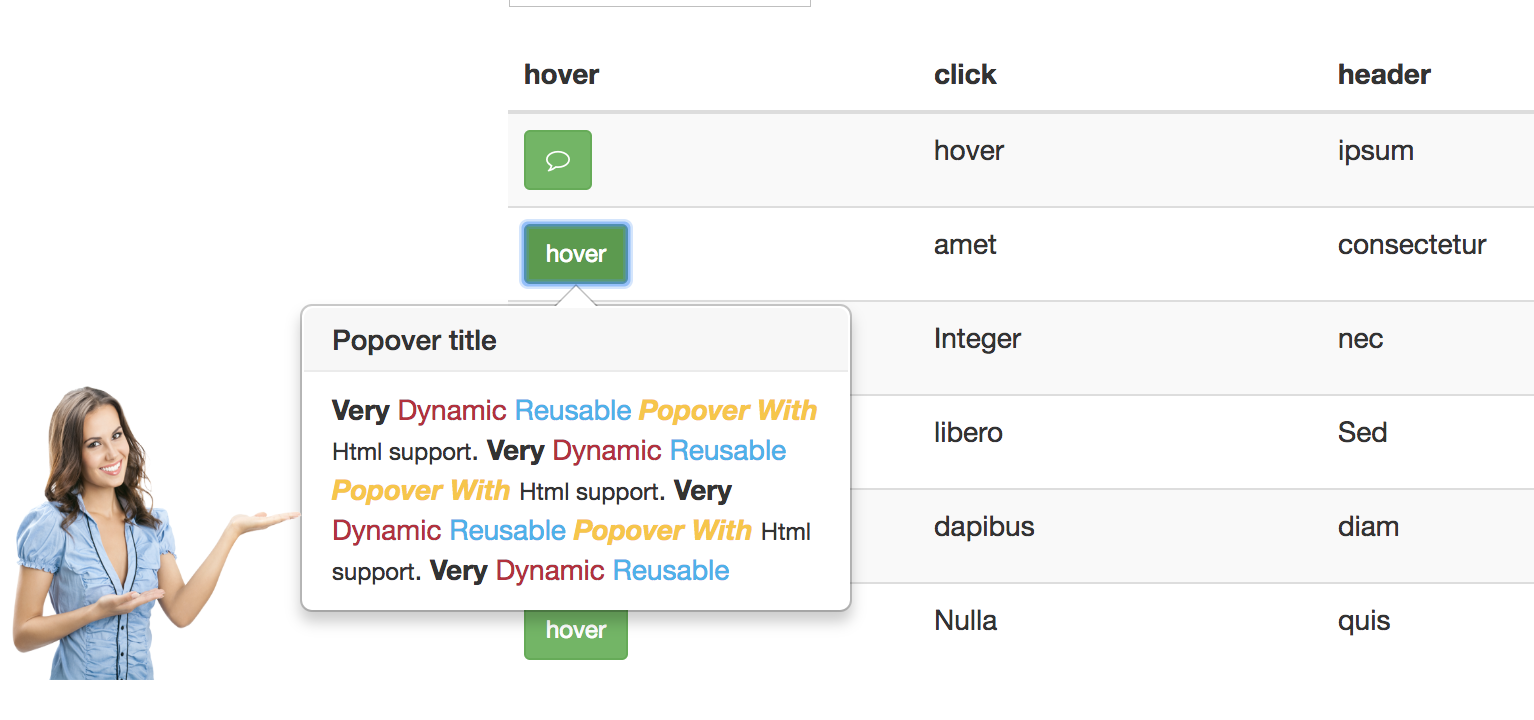 hover click header
hover ipsum
hover amet consectetur
Integer nec
libero Sed
dapibus diam
hover Nulla quis
Popover title
Very Dynamic Reusable Popover With
Html support. Very Dynamic Reusable
Popover With Html support. Very
Dynamic Reusable Popover With Html
support. Very Dynamic Reusable